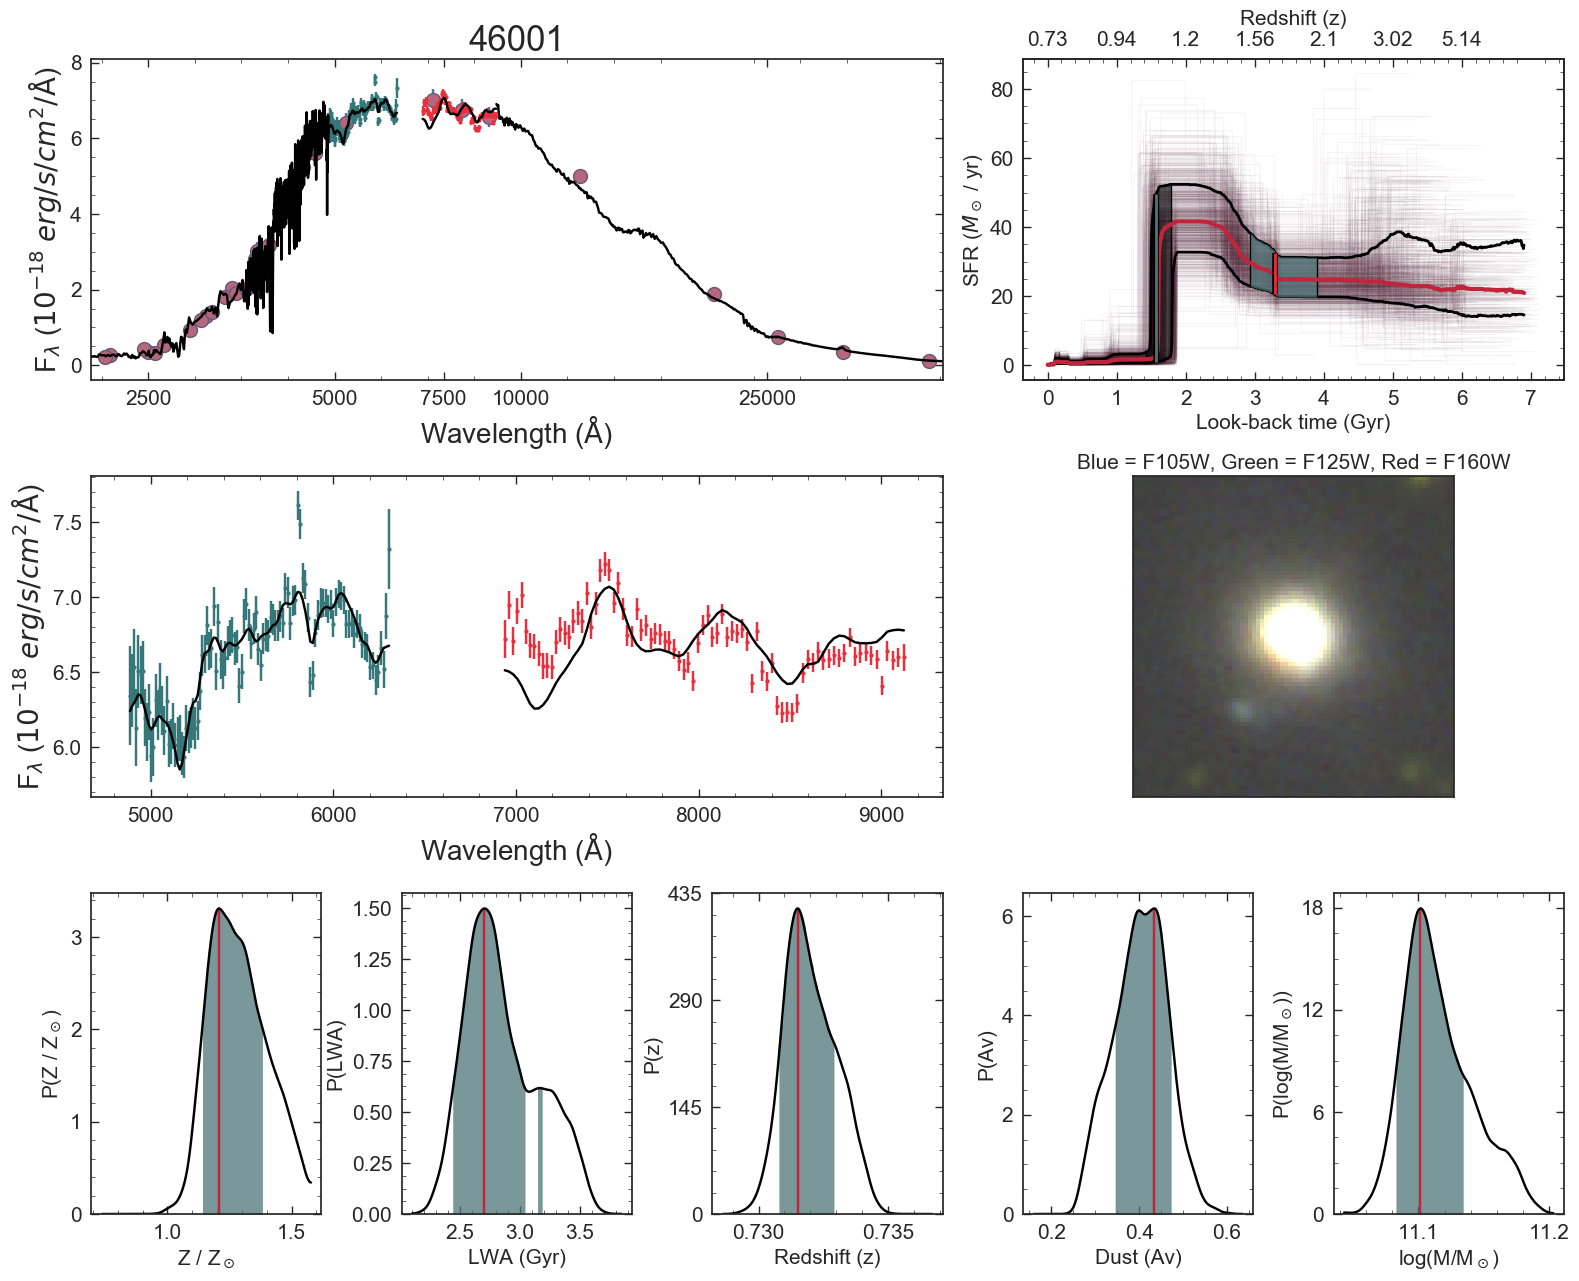 46001
F_λ (10^-18 erg/s/cm^2/Å)
8
6
4
2
0
2500 5000 7500 10000 25000
Wavelength (Å)
Redshift (z)
0.73 0.94 1.2 1.56 2.1 3.02 5.14
SFR (M_⊙ / yr)
80
60
40
20
0
0 1 2 3 4 5 6 7
Look-back time (Gyr)
F_λ (10^-18 erg/s/cm^2/Å)
7.5
7.0
6.5
6.0
5000 6000 7000 8000 9000
Wavelength (Å)
Blue = F105W, Green = F125W, Red = F160W
P(Z / Z_⊙)
3
2
1
0
1.0 1.5
Z / Z_⊙
P(LWA)
1.50
1.25
1.00
0.75
0.50
0.25
0.00
2.5 3.0 3.5
LWA (Gyr)
P(z)
435
290
145
0
0.730 0.735
Redshift (z)
P(Av)
6
4
2
0
0.2 0.4 0.6
Dust (Av)
P(log(M/M_⊙))
18
12
6
0
11.1 11.2
log(M/M_⊙)